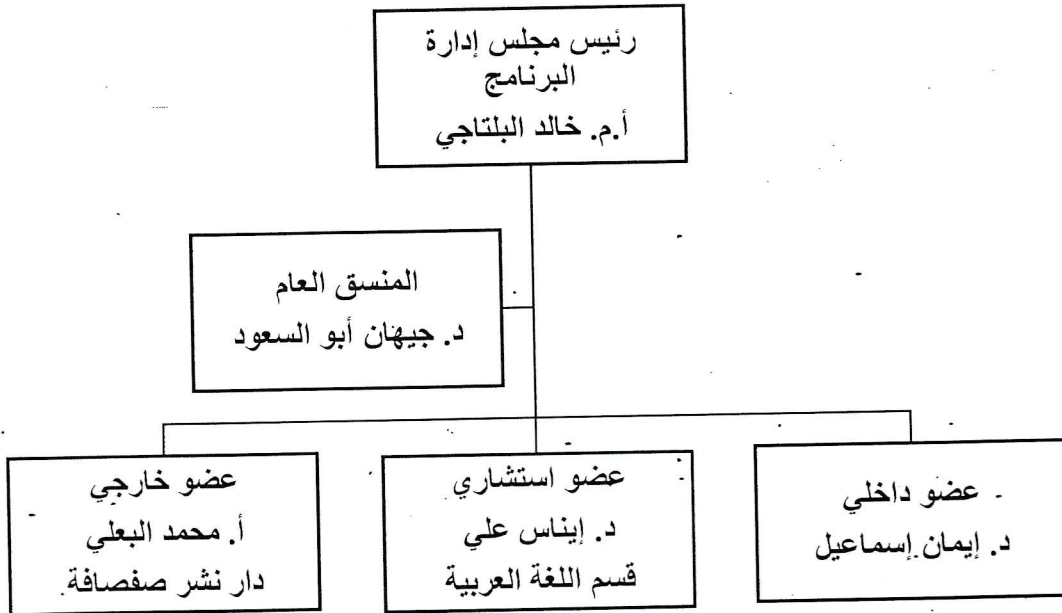 رئيس مجلس إدارة
البرنامج
أ.م. خالد البلتاجي
المنسق العام
د. جيهان أبو السعود
عضو داخلي
د. إيمان إسماعيل
عضو استشاري
د. إيناس علي
قسم اللغة العربية
عضو خارجي
أ. محمد البعلي
دار نشر صفصافة